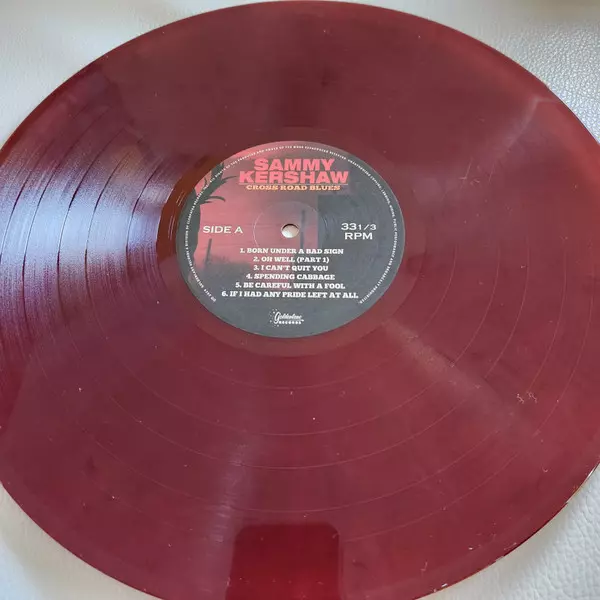 SAMMY
KERSHAW
CROSS ROAD BLUES
SIDE A
33 1/3
RPM
1. BORN UNDER A BAD SIGN
2. OH WELL (PART 1)
3. I CAN'T QUIT YOU
4. SPENDING CABBAGE
5. BE CAREFUL WITH A FOOL
6. IF I HAD ANY PRIDE LEFT AT ALL
Goldenlane
RECORDS